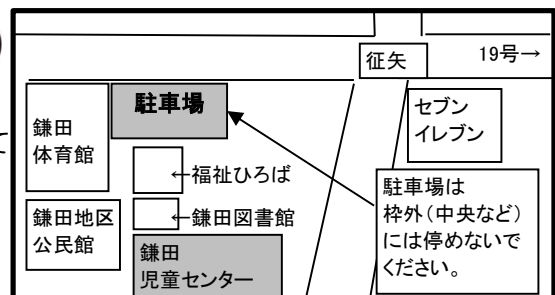 征矢
19号→
駐車場
セブン
イレブン
鎌田
体育館
←福祉ひろば
駐車場は
枠外（中央など）
には停めないで
ください。
鎌田地区
公民館
←鎌田図書館
鎌田
児童センター